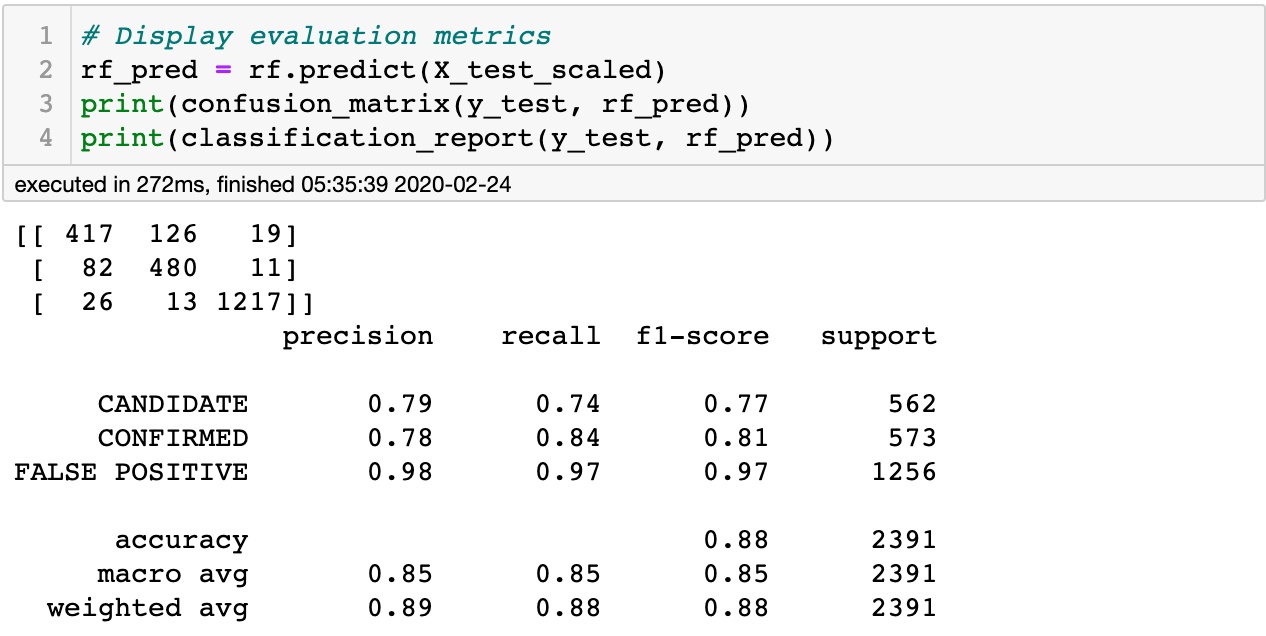 1 # Display evaluation metrics
2 rf_pred = rf.predict(X_test_scaled)
3 print(confusion_matrix(y_test, rf_pred))
4 print(classification_report(y_test, rf_pred))
executed in 272ms, finished 05:35:39 2020-02-24
[[ 417  126   19]
 [  82  480   11]
 [  26   13 1217]]
                precision    recall  f1-score   support

     CANDIDATE       0.79      0.74      0.77       562
     CONFIRMED       0.78      0.84      0.81       573
FALSE POSITIVE       0.98      0.97      0.97      1256

      accuracy                           0.88      2391
     macro avg       0.85      0.85      0.85      2391
  weighted avg       0.89      0.88      0.88      2391